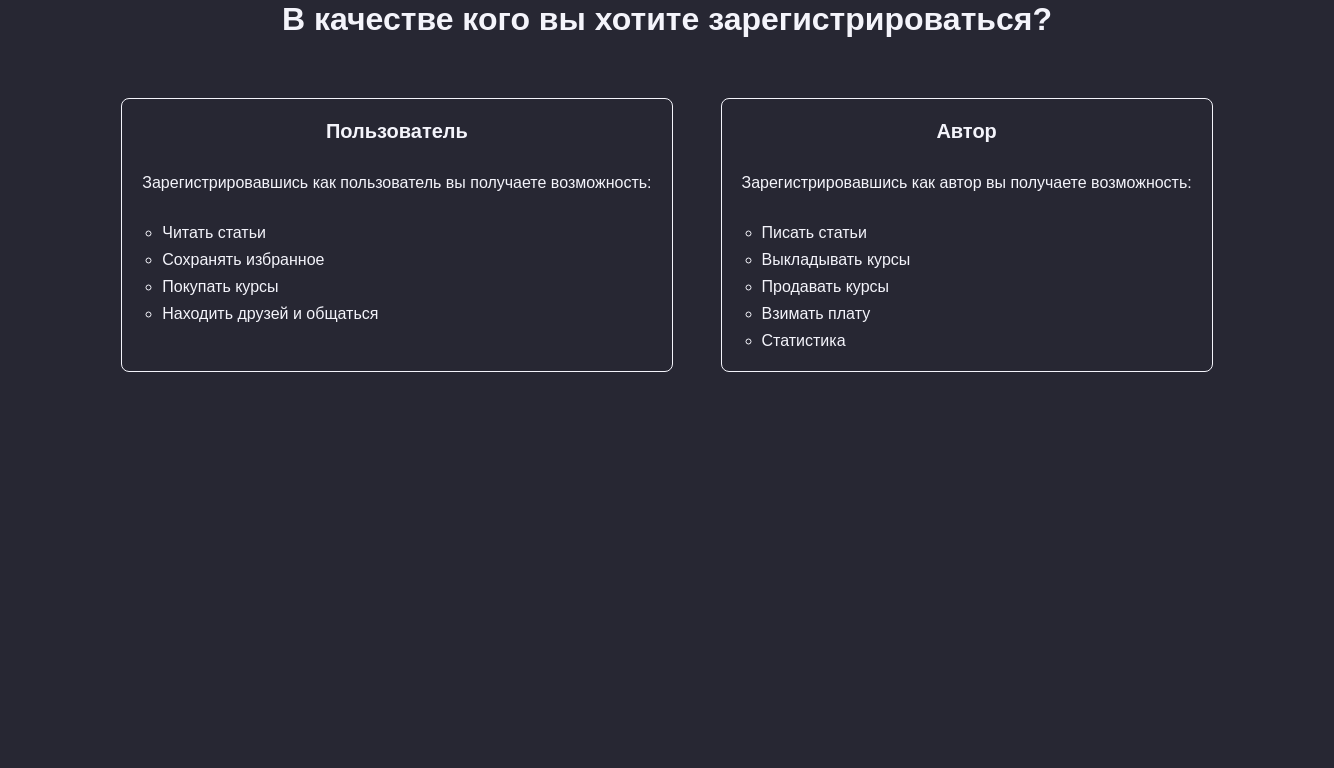 В качестве кого вы хотите зарегистрироваться?
Пользователь
Зарегистрировавшись как пользователь вы получаете возможность:
Читать статьи
Сохранять избранное
Покупать курсы
Находить друзей и общаться
Автор
Зарегистрировавшись как автор вы получаете возможность:
Писать статьи
Выкладывать курсы
Продавать курсы
Взимать плату
Статистика